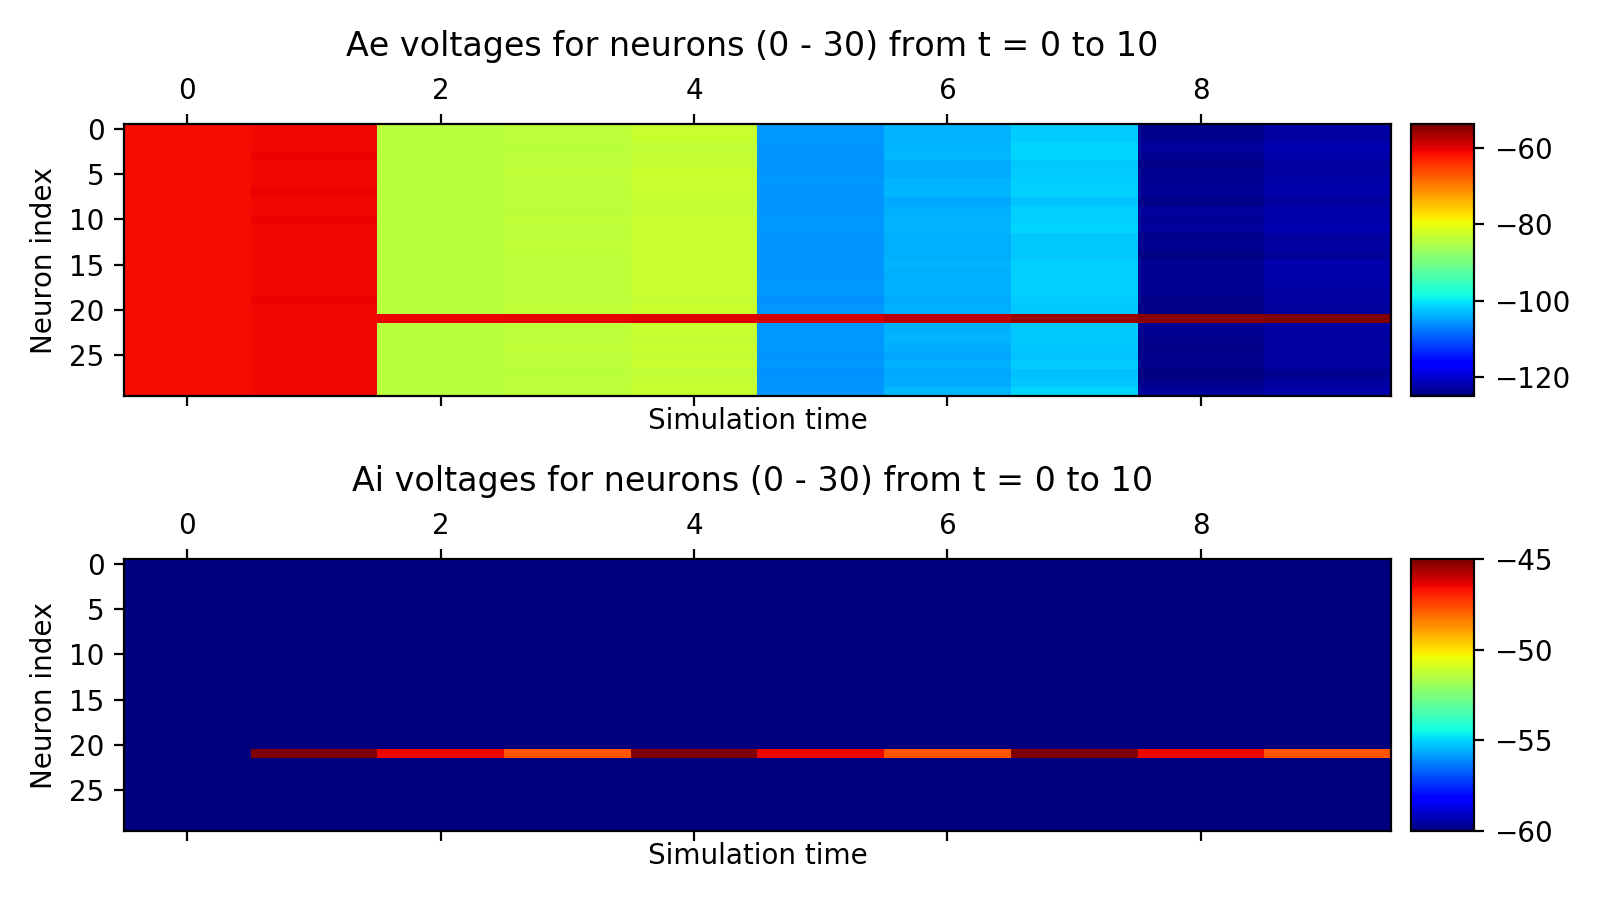 Ae voltages for neurons (0 - 30) from t = 0 to 10
0 2 4 6 8
Neuron index
0
5
10
15
20
25
−60
−80
−100
−120
Simulation time
Ai voltages for neurons (0 - 30) from t = 0 to 10
0 2 4 6 8
Neuron index
0
5
10
15
20
25
−45
−50
−55
−60
Simulation time